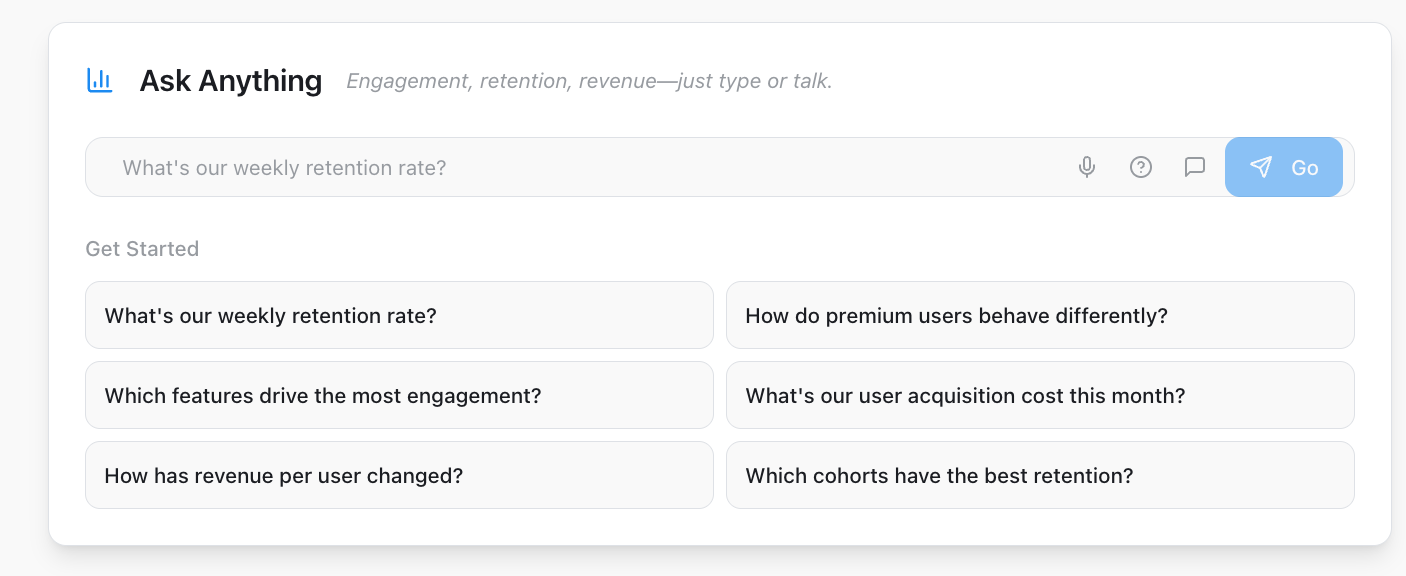 Ask Anything Engagement, retention, revenue—just type or talk.
What's our weekly retention rate? Go
Get Started
What's our weekly retention rate?
How do premium users behave differently?
Which features drive the most engagement?
What's our user acquisition cost this month?
How has revenue per user changed?
Which cohorts have the best retention?